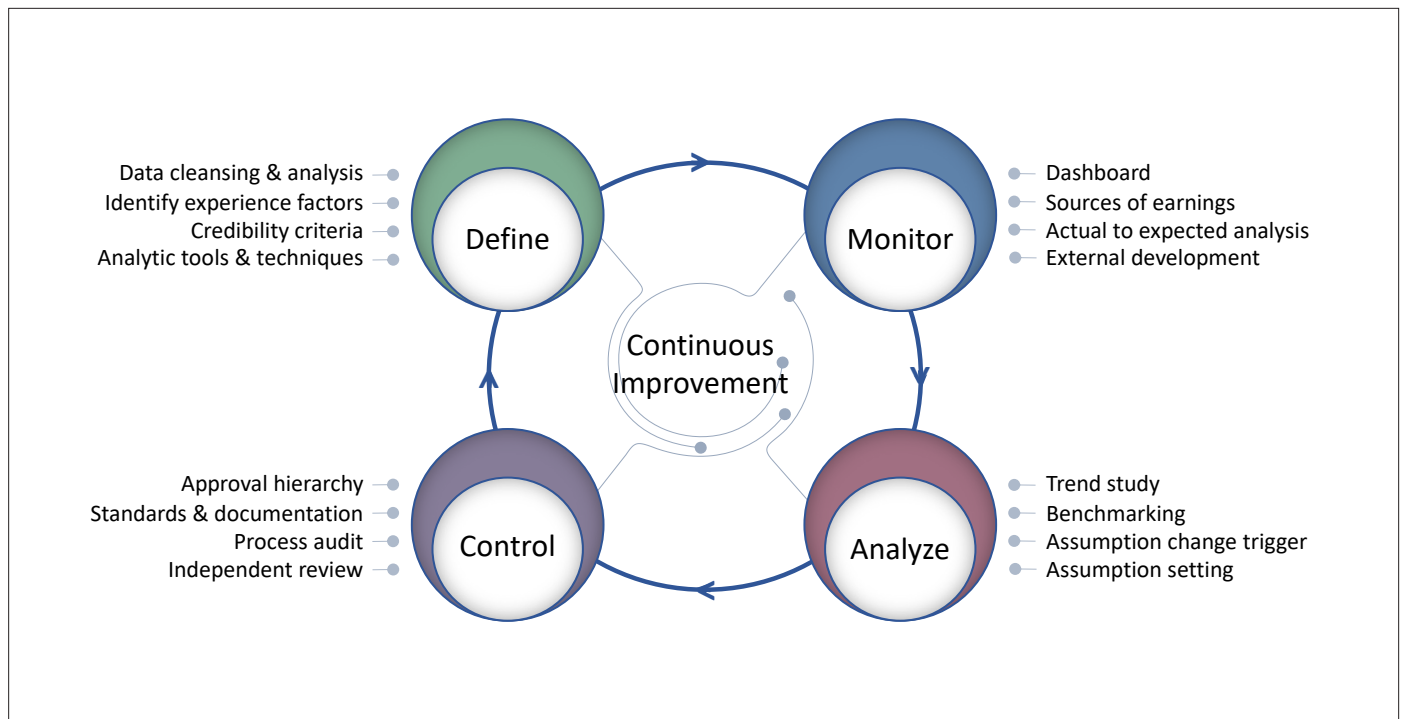 Data cleansing & analysis
Identify experience factors
Credibility criteria
Analytic tools & techniques
Define
Monitor
Dashboard
Sources of earnings
Actual to expected analysis
External development
Continuous
Improvement
Approval hierarchy
Standards & documentation
Process audit
Independent review
Control
Analyze
Trend study
Benchmarking
Assumption change trigger
Assumption setting